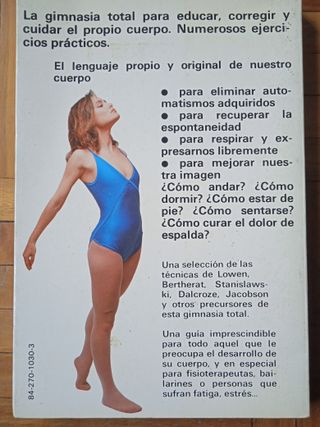 La gimnasia total para educar, corregir y
cuidar el propio cuerpo. Numerosos ejerci-
cios prácticos.
El lenguaje propio y original de nuestro
cuerpo
● para eliminar auto-
matismos adquiridos
● para recuperar la
espontaneidad
● para respirar y ex-
presarnos libremente
● para mejorar nues-
tra imagen
¿Cómo andar? ¿Cómo
dormir? ¿Cómo estar de
pie? ¿Cómo sentarse?
¿Cómo curar el dolor de
espalda?
Una selección de las
técnicas de Lowen,
Bertherat, Stanislaws-
ki, Dalcroze, Jacobson
y otros precursores de
esta gimnasia total.
Una guía imprescindible
para todo aquel que le
preocupa el desarrollo de
su cuerpo, y en especial
para fisioterapeutas, bai-
larines o personas que
sufran fatiga, estrés...
84-270-1030-3